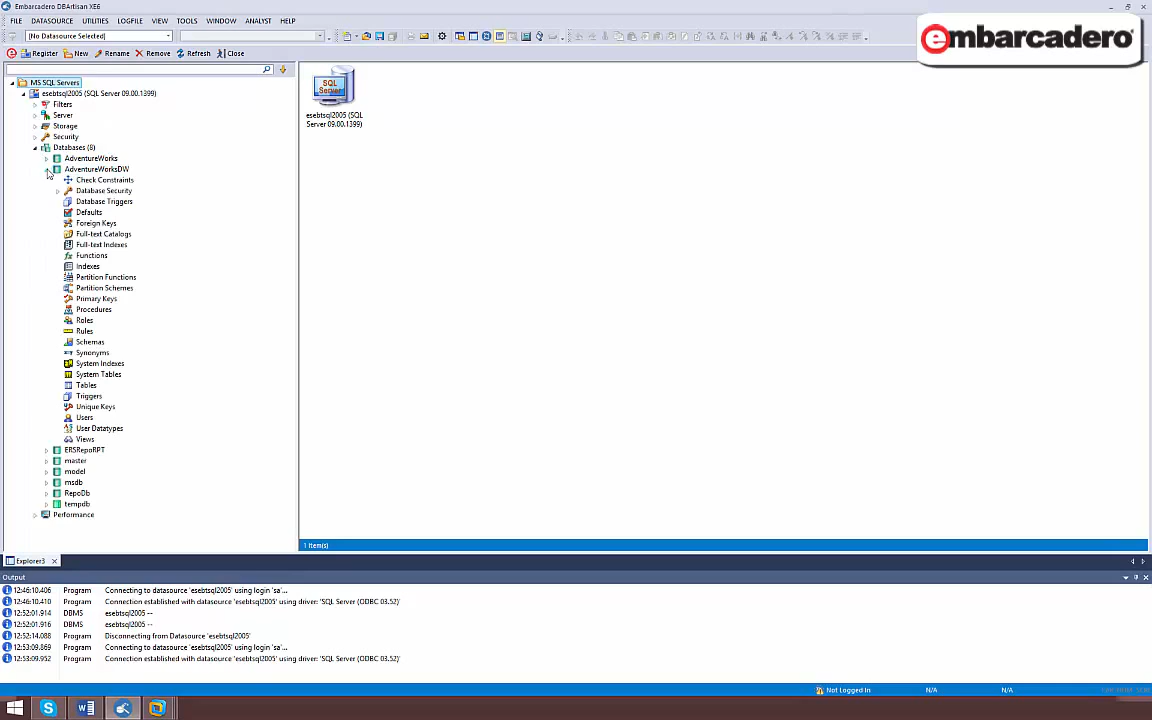 Embarcadero DBArtisan XE6
FILE DATASOURCE UTILITIES LOGFILE VIEW TOOLS WINDOW ANALYST HELP
[No Datasource Selected]
embarcadero®
Register New Rename Remove Refresh Close
MS SQL Servers
esebtsql2005 (SQL Server 09.00.1399)
Filters
Server
Storage
Security
Databases (8)
AdventureWorks
AdventureWorksDW
Check Constraints
Database Security
Database Triggers
Defaults
Foreign Keys
Full-text Catalogs
Full-text Indexes
Functions
Indexes
Partition Functions
Partition Schemes
Primary Keys
Procedures
Roles
Rules
Schemas
Synonyms
System Indexes
System Tables
Tables
Triggers
Unique Keys
Users
User Datatypes
Views
ERSRepoRPT
master
model
msdb
RepoDb
tempdb
Performance
SQL
Server
esebtsql2005 (SQL
Server 09.00.1399)
1 Item(s)
Explorer3
Output
12:46:10.406 Program Connecting to datasource 'esebtsql2005' using login 'sa'...
12:46:10.410 Program Connection established with datasource 'esebtsql2005' using driver: 'SQL Server (ODBC 03.52)'
12:52:01.914 DBMS esebtsql2005 --
12:52:01.916 DBMS esebtsql2005 --
12:52:14.088 Program Disconnecting from Datasource 'esebtsql2005'
12:53:09.869 Program Connecting to datasource 'esebtsql2005' using login 'sa'...
12:53:09.952 Program Connection established with datasource 'esebtsql2005' using driver: 'SQL Server (ODBC 03.52)'
Not Logged In N/A N/A